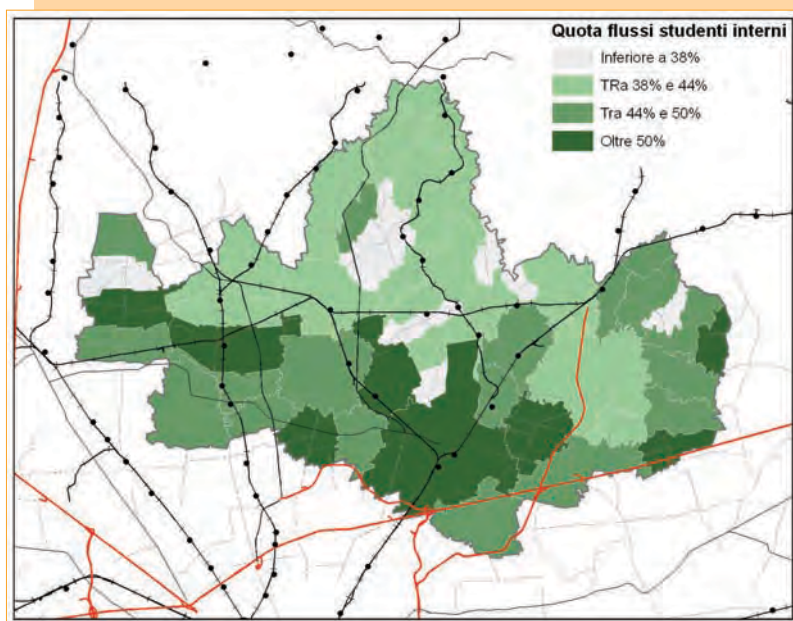 Quota flussi studenti interni
Inferiore a 38%
TRa 38% e 44%
Tra 44% e 50%
Oltre 50%